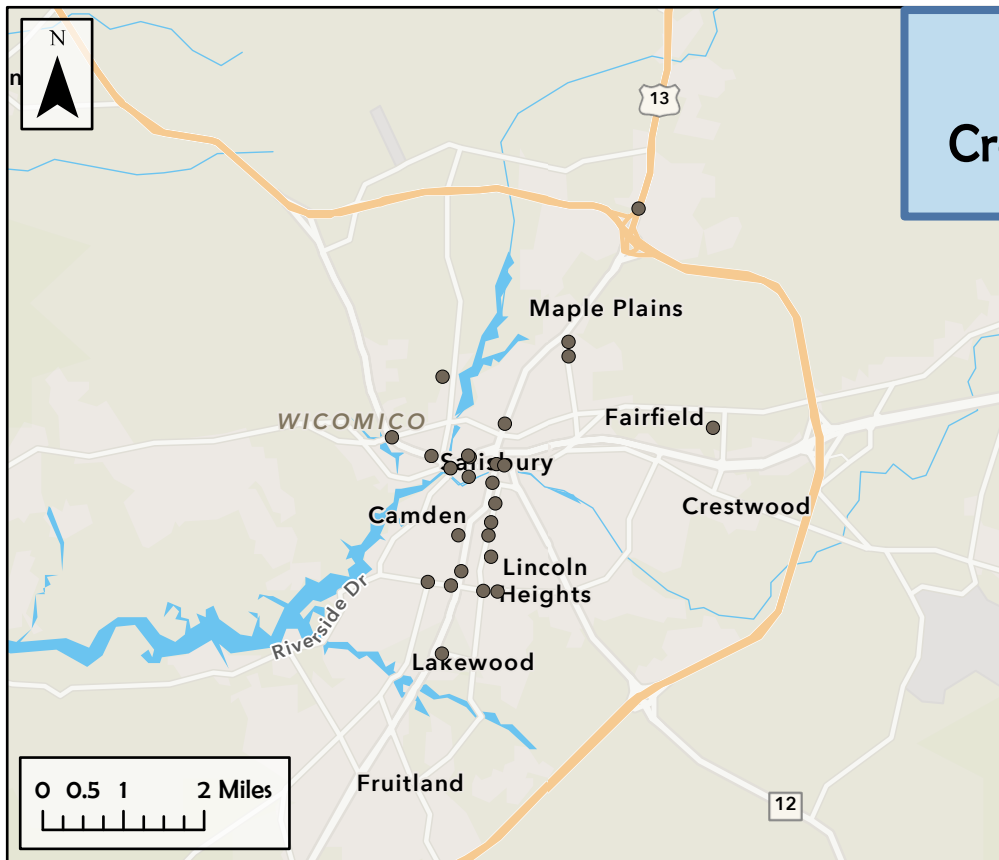 N
n
13
Cr
Maple Plains
WICOMICO
Fairfield
Salisbury
Crestwood
Camden
Lincoln
Heights
Riverside Dr
Lakewood
Fruitland
0 0.5 1 2 Miles
12